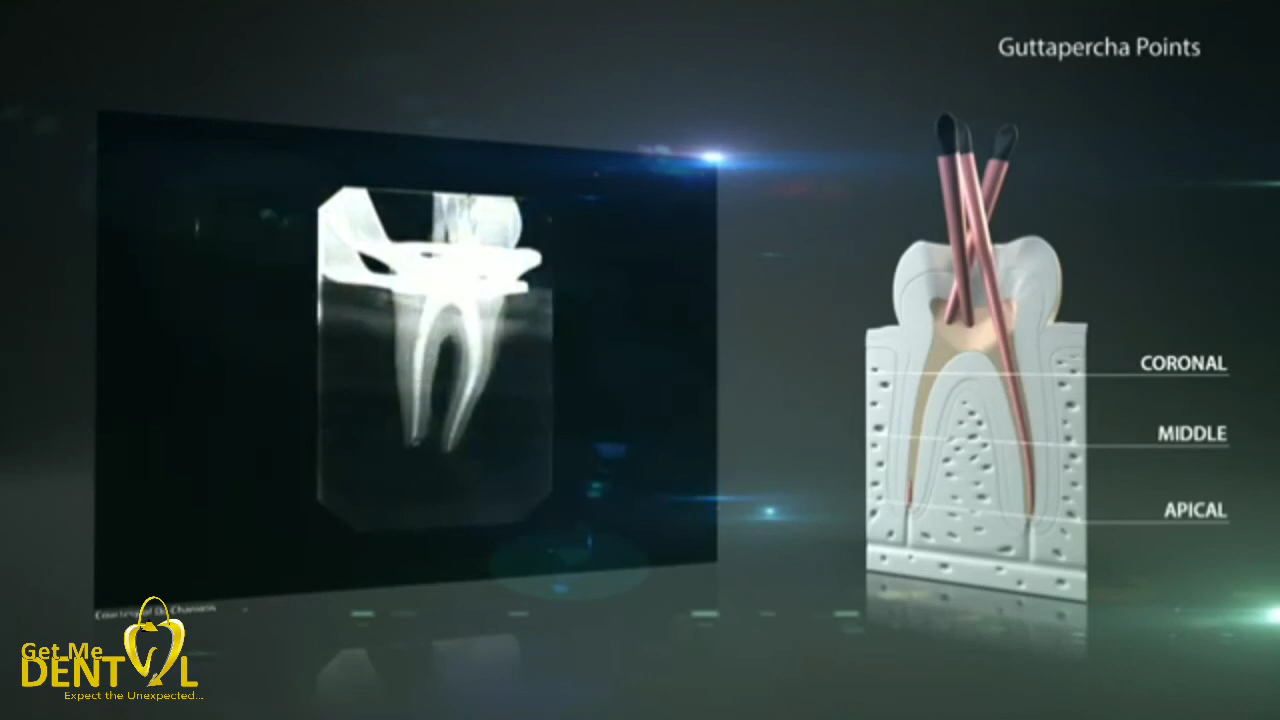 Guttapercha Points
CORONAL
MIDDLE
APICAL
Get Me
DENTAL
Expect the Unexpected...